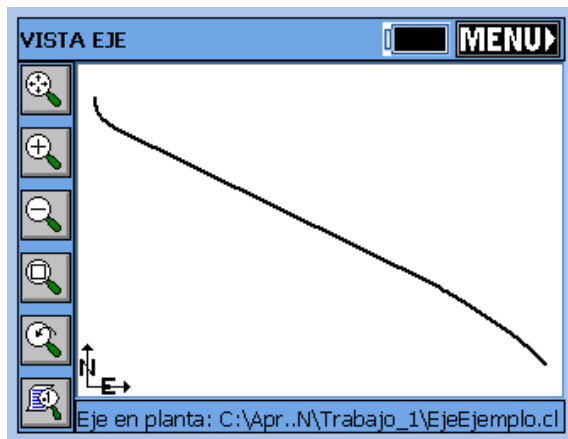 VISTA EJE
MENU
N
E
Eje en planta: C:\Apr..N\Trabajo_1\EjeEjemplo.cl